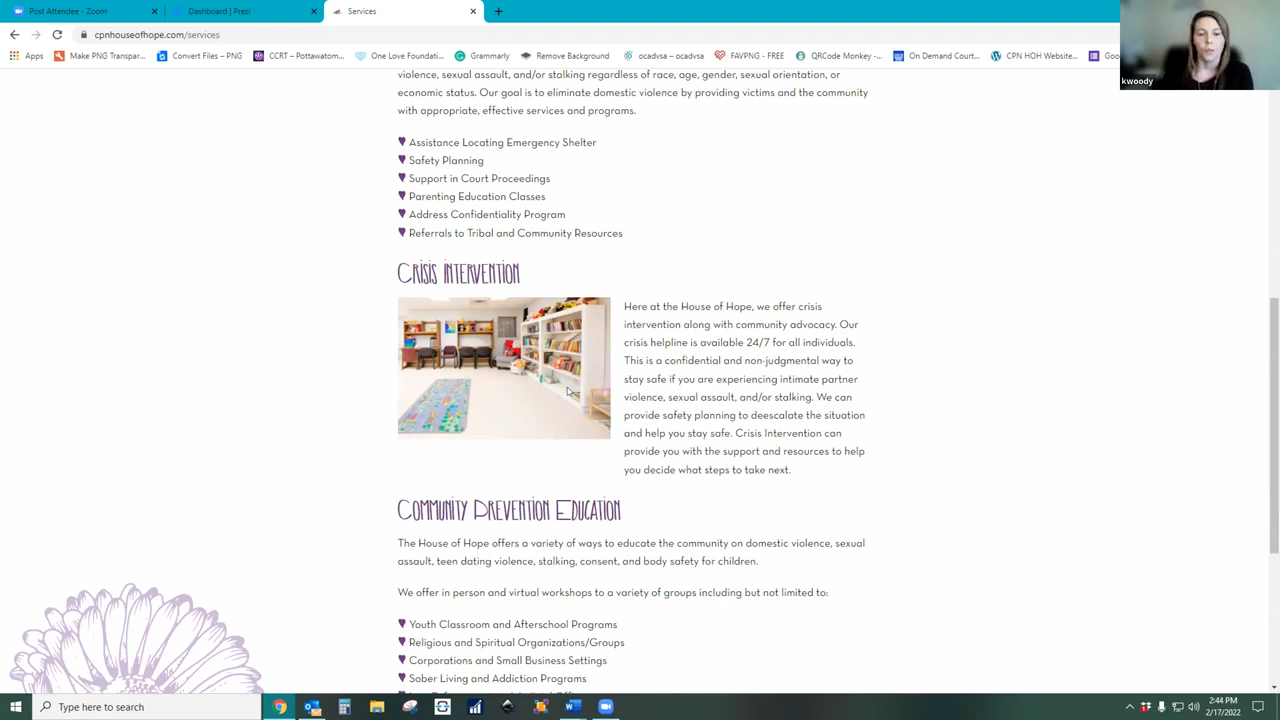 Post Attendee - Zoom
Dashboard | Prezi
Services
cpnhouseofhope.com/services
Apps
Make PNG Transpar...
Convert Files – PNG
CCRT – Pottawatom...
One Love Foundati...
Grammarly
Remove Background
ocadvsa – ocadvsa
FAVPNG - FREE
QRCode Monkey -...
On Demand Court...
CPN HOH Website...
Goo
kwoody
violence, sexual assault, and/or stalking regardless of race, age, gender, sexual orientation, or
economic status. Our goal is to eliminate domestic violence by providing victims and the community
with appropriate, effective services and programs.
Assistance Locating Emergency Shelter
Safety Planning
Support in Court Proceedings
Parenting Education Classes
Address Confidentiality Program
Referrals to Tribal and Community Resources
Crisis Intervention
Here at the House of Hope, we offer crisis
intervention along with community advocacy. Our
crisis helpline is available 24/7 for all individuals.
This is a confidential and non-judgmental way to
stay safe if you are experiencing intimate partner
violence, sexual assault, and/or stalking. We can
provide safety planning to deescalate the situation
and help you stay safe. Crisis Intervention can
provide you with the support and resources to help
you decide what steps to take next.
Community Prevention Education
The House of Hope offers a variety of ways to educate the community on domestic violence, sexual
assault, teen dating violence, stalking, consent, and body safety for children.
We offer in person and virtual workshops to a variety of groups including but not limited to:
Youth Classroom and Afterschool Programs
Religious and Spiritual Organizations/Groups
Corporations and Small Business Settings
Sober Living and Addiction Programs
Type here to search
2:44 PM
2/17/2022